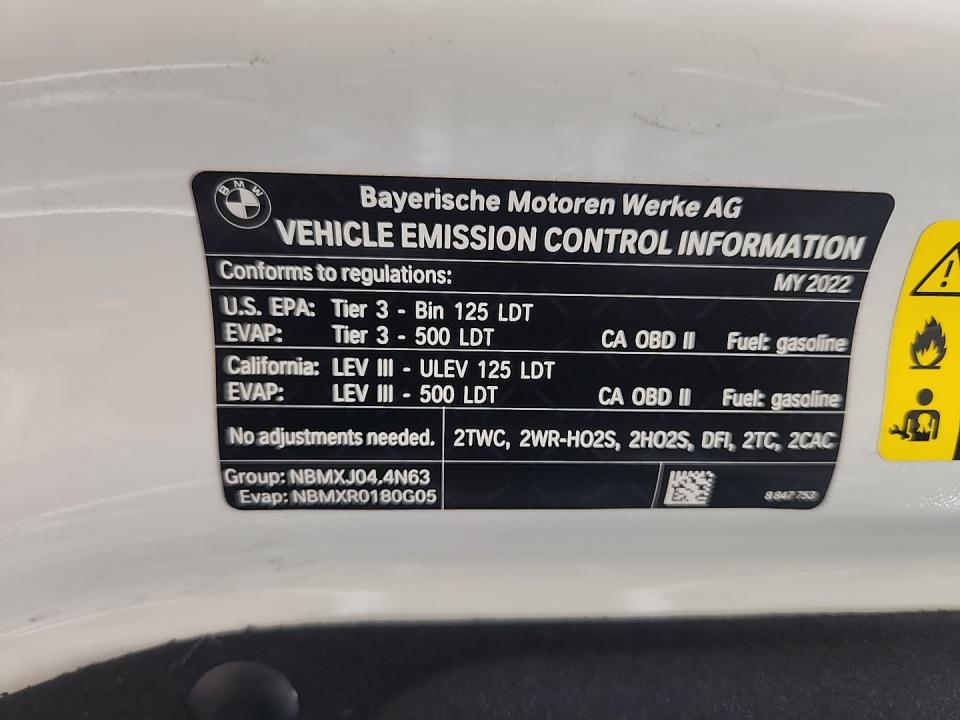 BMW
Bayerische Motoren Werke AG
VEHICLE EMISSION CONTROL INFORMATION
Conforms to regulations: MY 2022
U.S. EPA: Tier 3 - Bin 125 LDT
EVAP: Tier 3 - 500 LDT CA OBD II Fuel: gasoline
California: LEV III - ULEV 125 LDT
EVAP: LEV III - 500 LDT CA OBD II Fuel: gasoline
No adjustments needed. 2TWC, 2WR-HO2S, 2HO2S, DFI, 2TC, 2CAC
Group: NBMXJ04.4N63
Evap: NBMXR0180G05 8 847 753